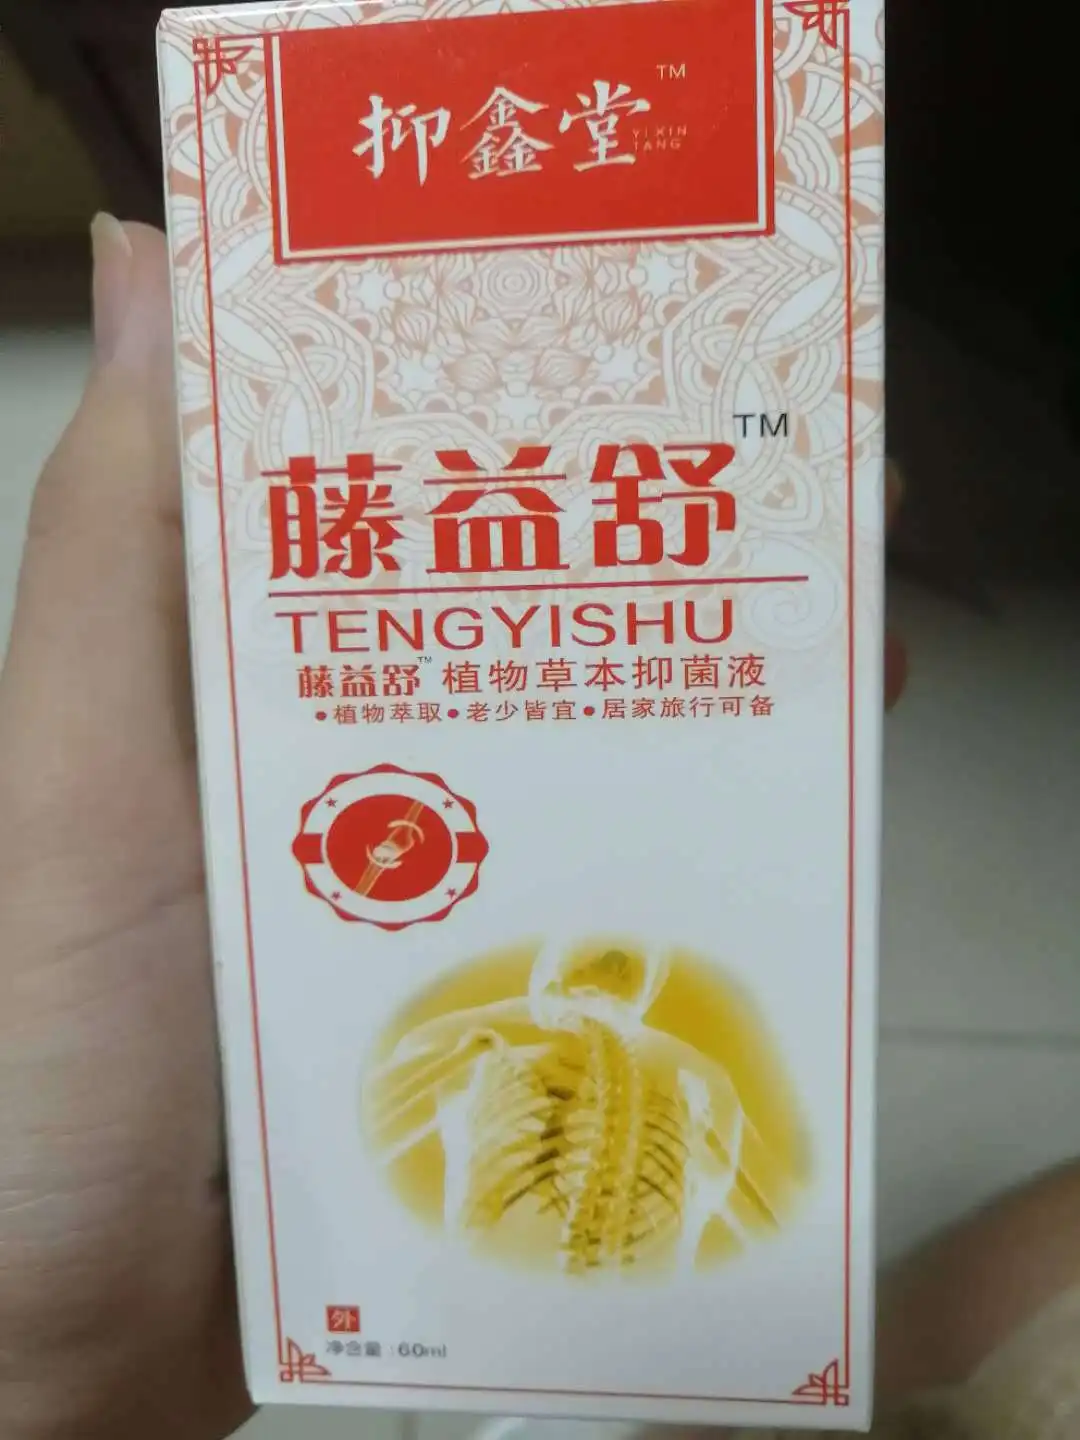 抑鑫堂
TM
YI XIN
TANG
藤益舒
TM
TENGYISHU
藤益舒™植物草本抑菌液
●植物萃取●老少皆宜●居家旅行可备
外
净含量:60ml